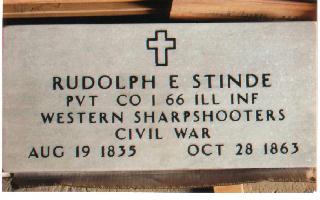 RUDOLPH E STINDE
PVT CO I 66 ILL INF
WESTERN SHARPSHOOTERS
CIVIL WAR
AUG 19 1835 OCT 28 1863